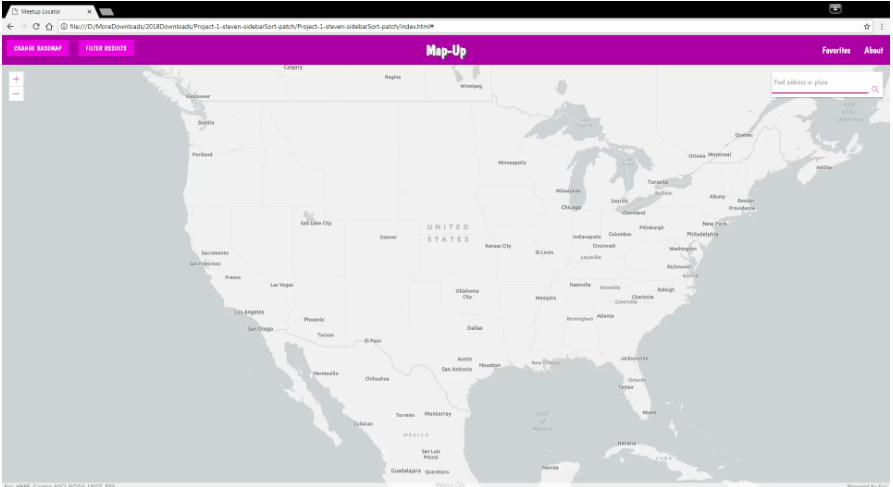 Meetup Locator
file:///D:/MoreDownloads/2018Downloads/Project-1-steven-sidebarSort-patch/Project-1-steven-sidebarSort-patch/index.html#
CHANGE BASEMAP FILTER RESULTS Map-Up Favorites About
Find address or place
Calgary
Regina
Winnipeg
Vancouver
Seattle
Quebec
Portland
Ottawa Montreal
Minneapolis
Halifax
Toronto
Milwaukee
Buffalo
Detroit
Albany
Boston
Chicago
Providence
Cleveland
Salt Lake City
New York
UNITED
STATES
Denver
Pittsburgh
Philadelphia
Indianapolis
Columbus
Kansas City
Cincinnati
Washington
Sacramento
St Louis
Louisville
San Francisco
Richmond
Norfolk
Fresno
Las Vegas
Nashville
Knoxville
Raleigh
Oklahoma
City
Memphis
Charlotte
Greenville
Los Angeles
Phoenix
Birmingham
Atlanta
San Diego
Dallas
Tucson
El Paso
Austin
Houston
New Orleans
Jacksonville
San Antonio
Hermosillo
Chihuahua
Orlando
Tampa
Torreón
Monterrey
Miami
Culiacan
Gulf
of
Mexico
MÉXICO
Havana
San Luis
Potosí
CUBA
Guadalajara
Querétaro
Merida
Mexico City
Esri, HERE, Garmin, FAO, NOAA, USGS, EPA
Powered by Esri